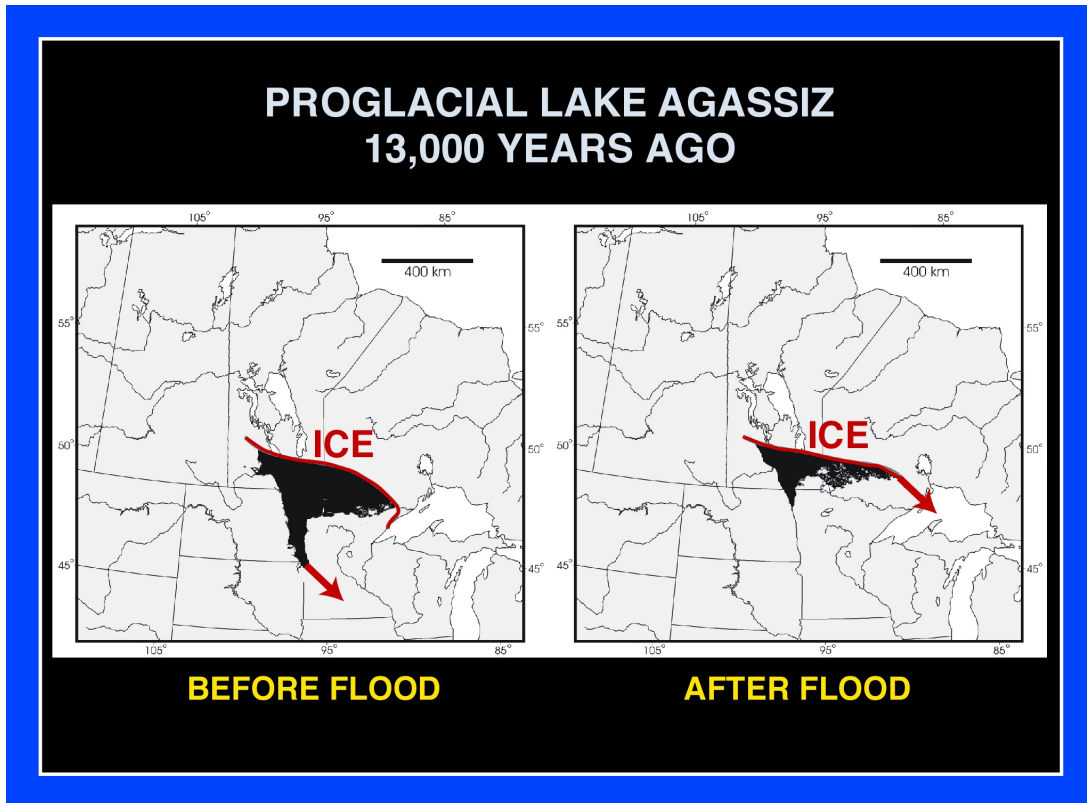 PROGLACIAL LAKE AGASSIZ
13,000 YEARS AGO
105° 95° 85°
400 km
55° 55°
ICE
50° 50°
45° 45°
105° 95° 85°
BEFORE FLOOD
105° 95° 85°
400 km
55° 55°
ICE
50° 50°
45° 45°
105° 95° 85°
AFTER FLOOD